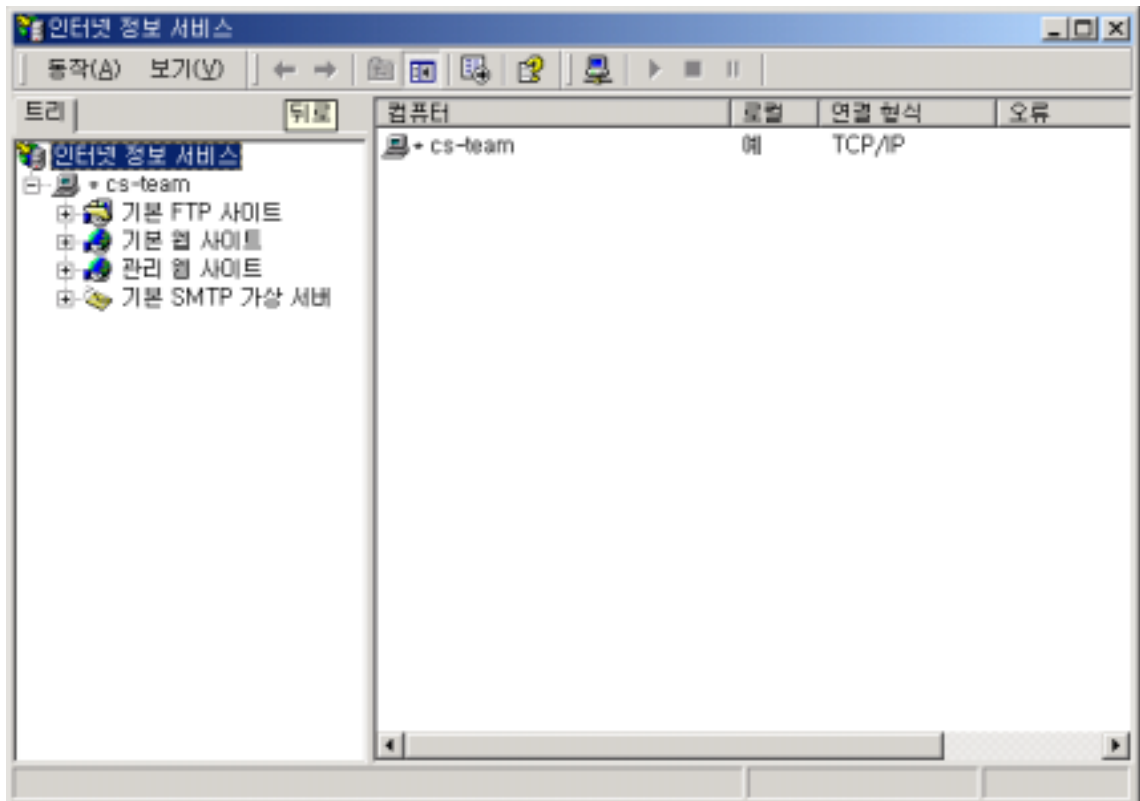 인터넷 정보 서비스
동작(A) 보기(V)
트리
뒤로
컴퓨터 로컬 연결 형식 오류
인터넷 정보 서비스
* cs-team
기본 FTP 사이트
기본 웹 사이트
관리 웹 사이트
기본 SMTP 가상 서버
* cs-team 예 TCP/IP